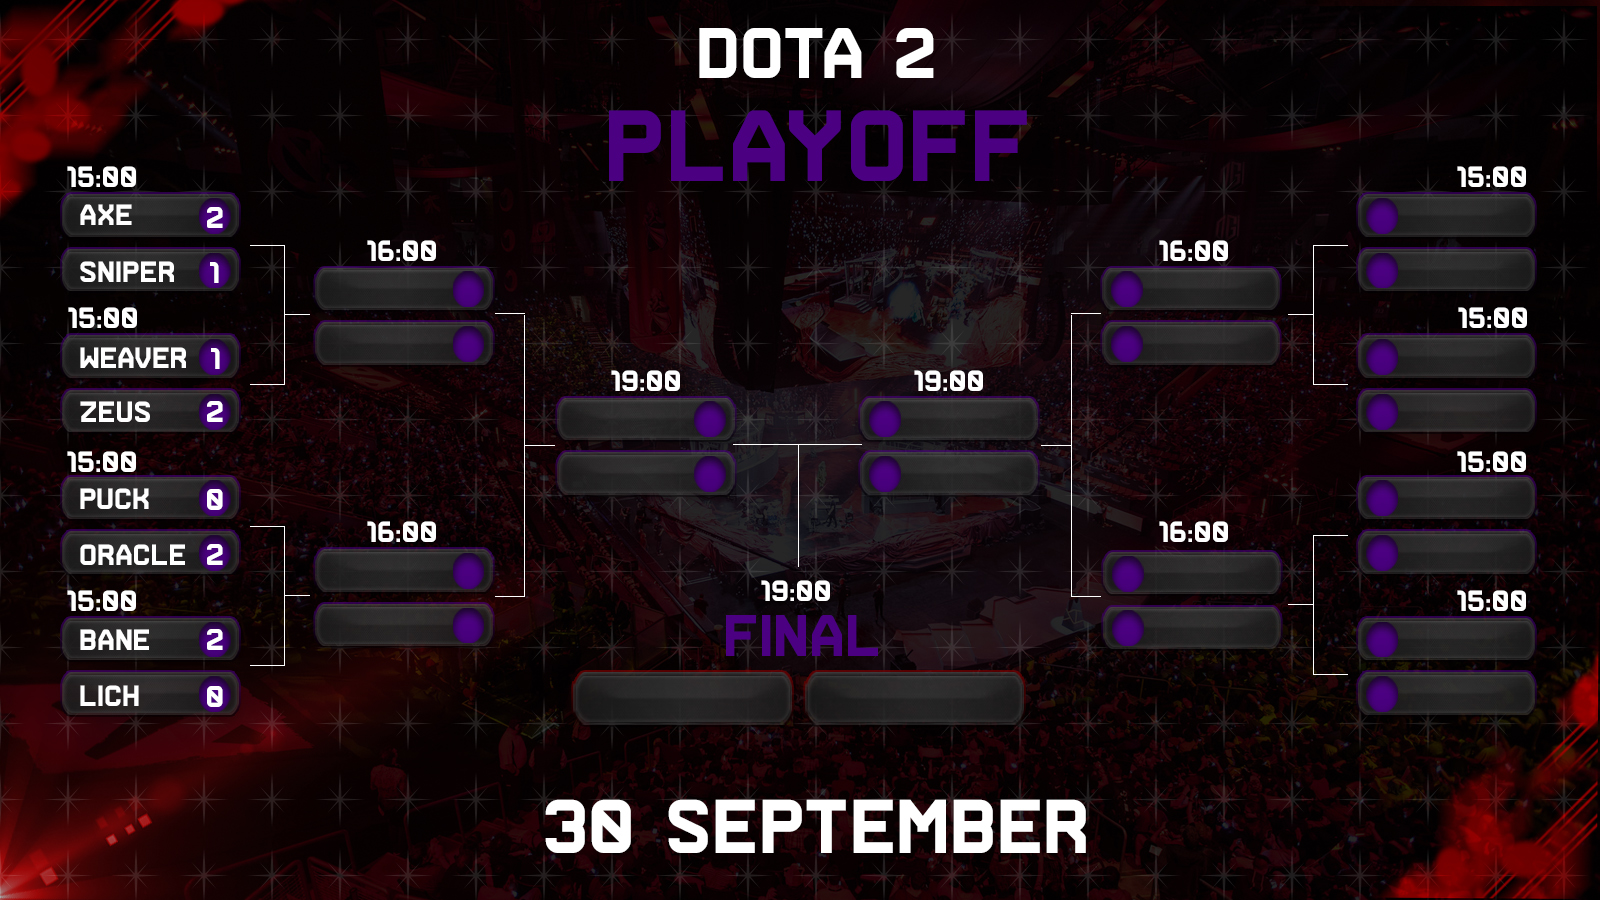 DOTA 2
PLAYOFF
15:00
AXE 2
SNIPER 1
15:00
WEAVER 1
ZEUS 2
15:00
PUCK 0
ORACLE 2
15:00
BANE 2
LICH 0
16:00
16:00
19:00
19:00
19:00
FINAL
16:00
16:00
15:00
15:00
15:00
15:00
30 SEPTEMBER